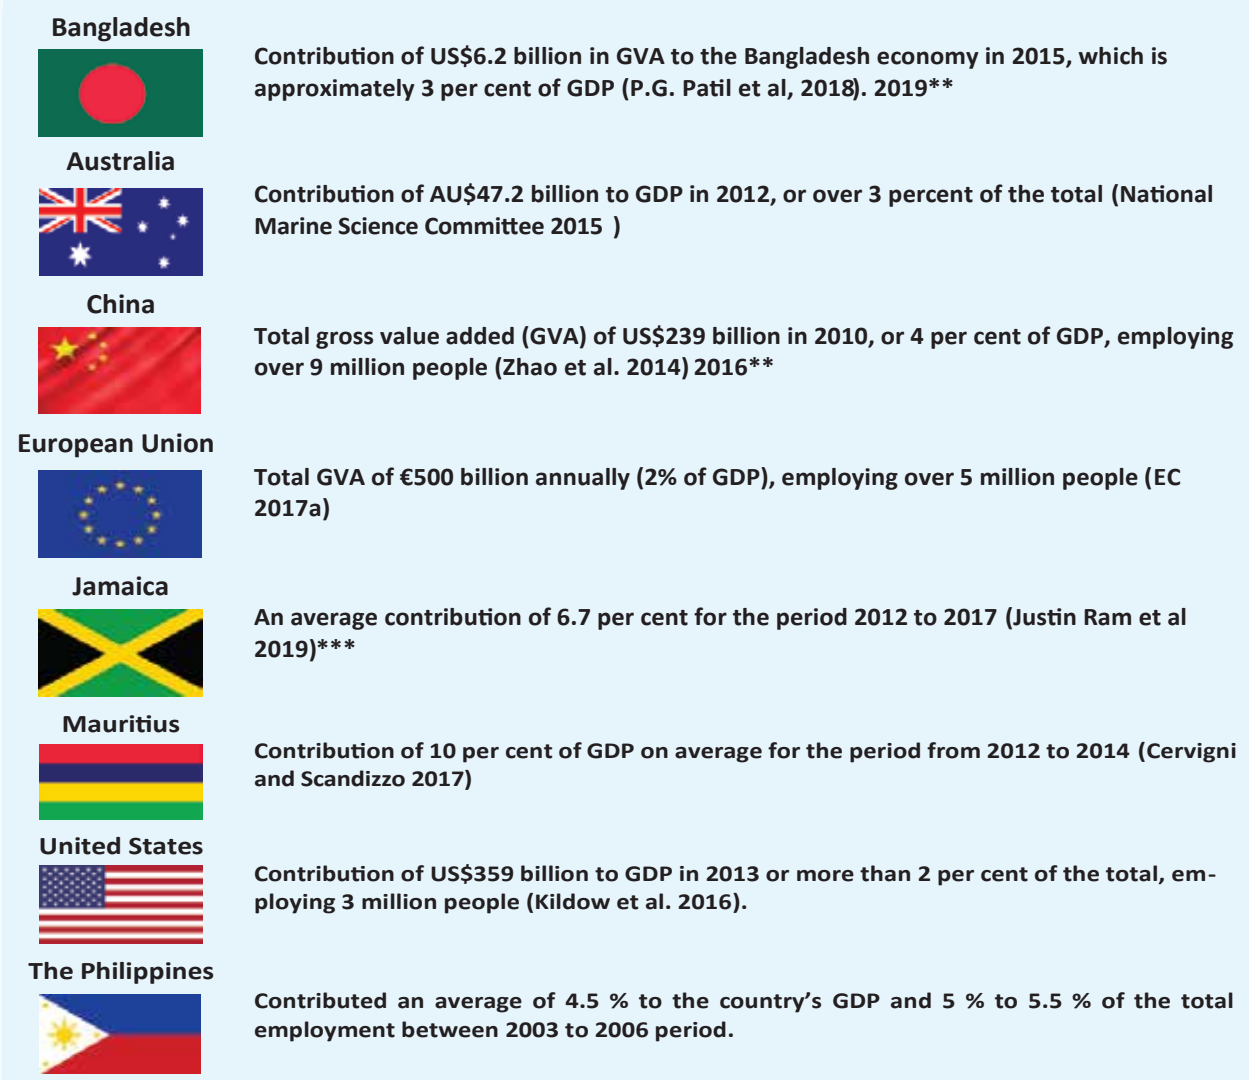 Bangladesh
Contribution of US$6.2 billion in GVA to the Bangladesh economy in 2015, which is
approximately 3 per cent of GDP (P.G. Patil et al, 2018). 2019**
Australia
Contribution of AU$47.2 billion to GDP in 2012, or over 3 percent of the total (National
Marine Science Committee 2015 )
China
Total gross value added (GVA) of US$239 billion in 2010, or 4 per cent of GDP, employing
over 9 million people (Zhao et al. 2014) 2016**
European Union
Total GVA of €500 billion annually (2% of GDP), employing over 5 million people (EC
2017a)
Jamaica
An average contribution of 6.7 per cent for the period 2012 to 2017 (Justin Ram et al
2019)***
Mauritius
Contribution of 10 per cent of GDP on average for the period from 2012 to 2014 (Cervigni
and Scandizzo 2017)
United States
Contribution of US$359 billion to GDP in 2013 or more than 2 per cent of the total, em-
ploying 3 million people (Kildow et al. 2016).
The Philippines
Contributed an average of 4.5 % to the country's GDP and 5 % to 5.5 % of the total
employment between 2003 to 2006 period.